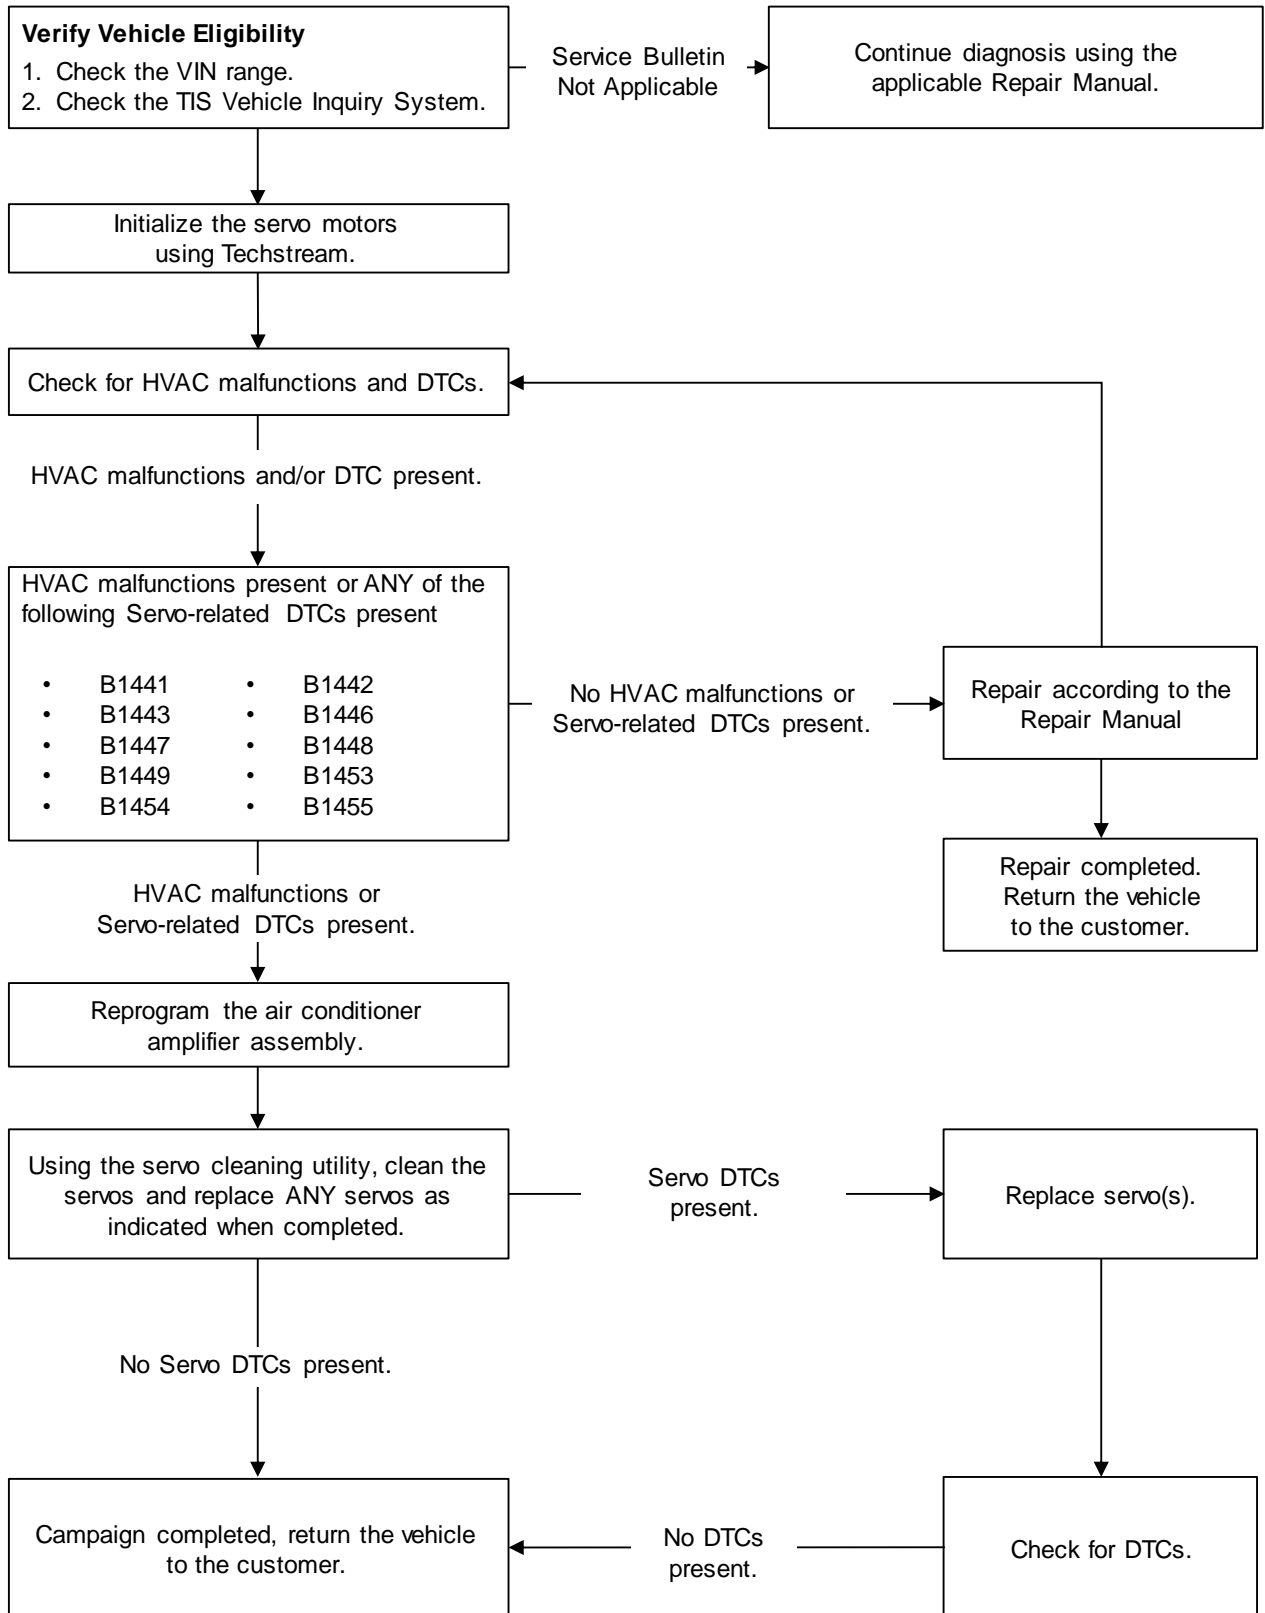 Verify Vehicle Eligibility
1. Check the VIN range.
2. Check the TIS Vehicle Inquiry System.
Service Bulletin
Not Applicable
Continue diagnosis using the
applicable Repair Manual.
Initialize the servo motors
using Techstream.
Check for HVAC malfunctions and DTCs.
HVAC malfunctions and/or DTC present.
HVAC malfunctions present or ANY of the
following Servo-related DTCs present
• B1441 • B1442
• B1443 • B1446
• B1447 • B1448
• B1449 • B1453
• B1454 • B1455
No HVAC malfunctions or
Servo-related DTCs present.
Repair according to the
Repair Manual
Repair completed.
Return the vehicle
to the customer.
HVAC malfunctions or
Servo-related DTCs present.
Reprogram the air conditioner
amplifier assembly.
Using the servo cleaning utility, clean the
servos and replace ANY servos as
indicated when completed.
Servo DTCs
present.
Replace servo(s).
No Servo DTCs present.
Campaign completed, return the vehicle
to the customer.
No DTCs
present.
Check for DTCs.